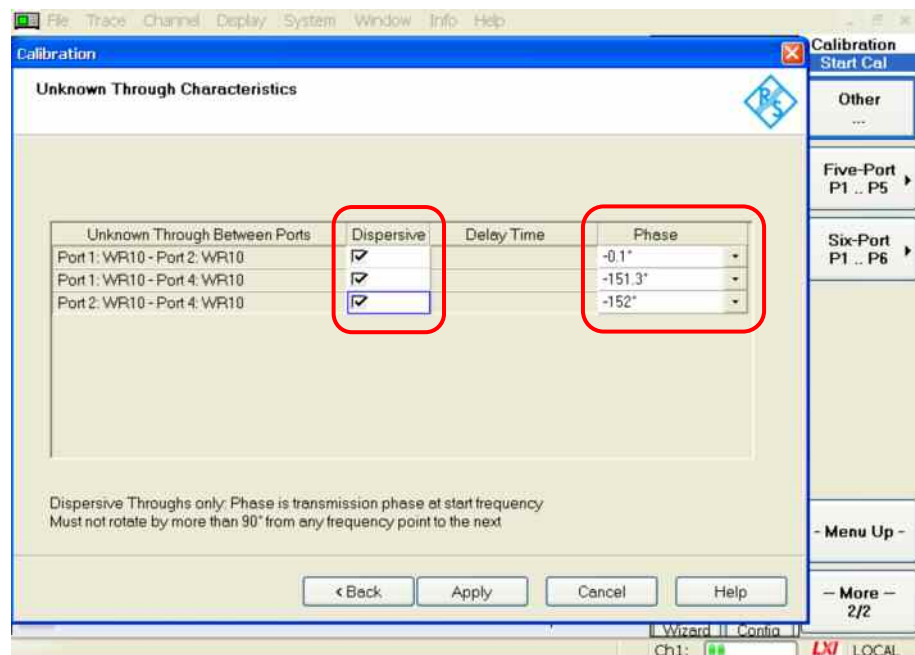 File Trace Channel Display System Window Info Help
Calibration
Unknown Through Characteristics
R
S
Unknown Through Between Ports Dispersive Delay Time Phase
Port 1: WR10 - Port 2: WR10 -0.1°
Port 1: WR10 - Port 4: WR10 -151.3°
Port 2: WR10 - Port 4: WR10 -152°
Dispersive Throughs only: Phase is transmission phase at start frequency
Must not rotate by more than 90° from any frequency point to the next
< Back Apply Cancel Help
Calibration
Start Cal
Other
...
Five-Port
P1 .. P5
Six-Port
P1 .. P6
- Menu Up -
— More —
2/2
Wizard Config
Ch1: LXI LOCAL